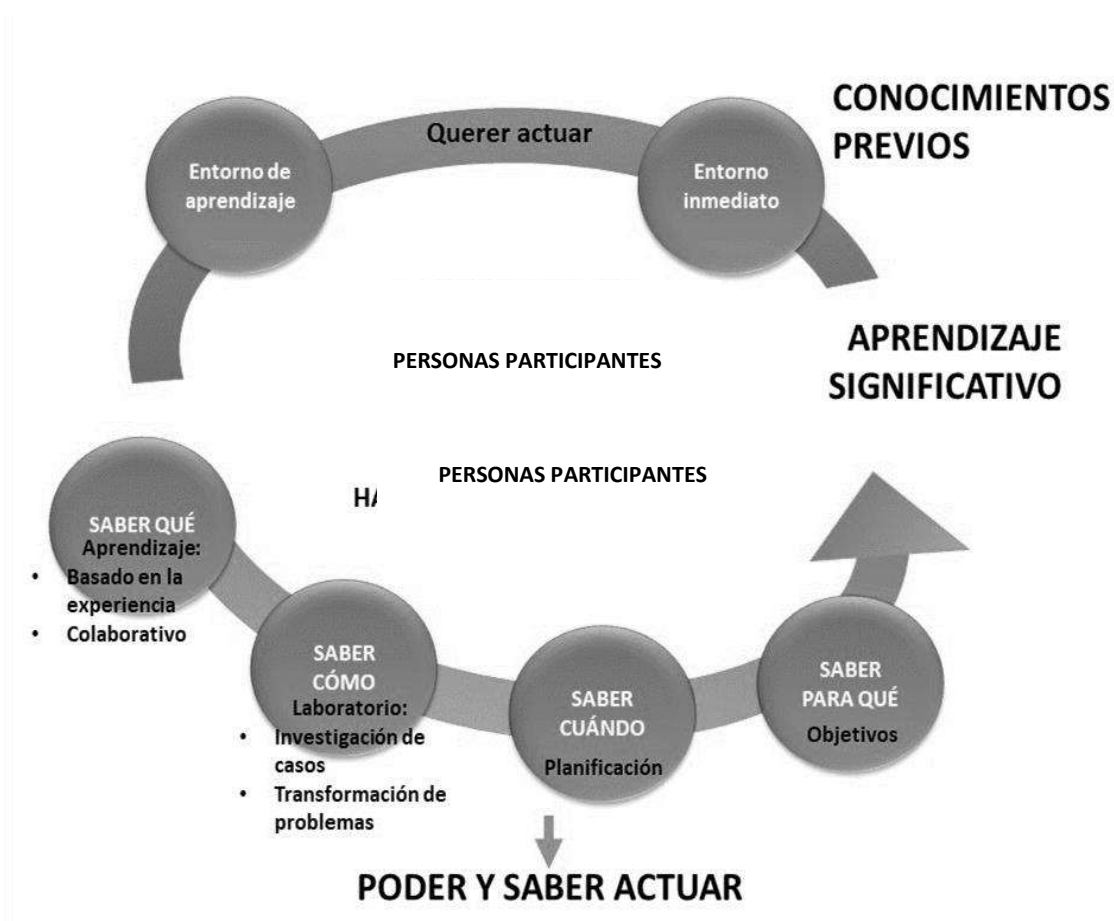 CONOCIMIENTOS
PREVIOS
Querer actuar
Entorno de
aprendizaje
Entorno
inmediato
APRENDIZAJE
SIGNIFICATIVO
PERSONAS PARTICIPANTES
PERSONAS PARTICIPANTES
SABER QUÉ
Aprendizaje:
• Basado en la
experiencia
• Colaborativo
SABER
CÓMO
Laboratorio:
• Investigación de
casos
• Transformación de
problemas
SABER
CUÁNDO
Planificación
SABER
PARA QUÉ
Objetivos
PODER Y SABER ACTUAR